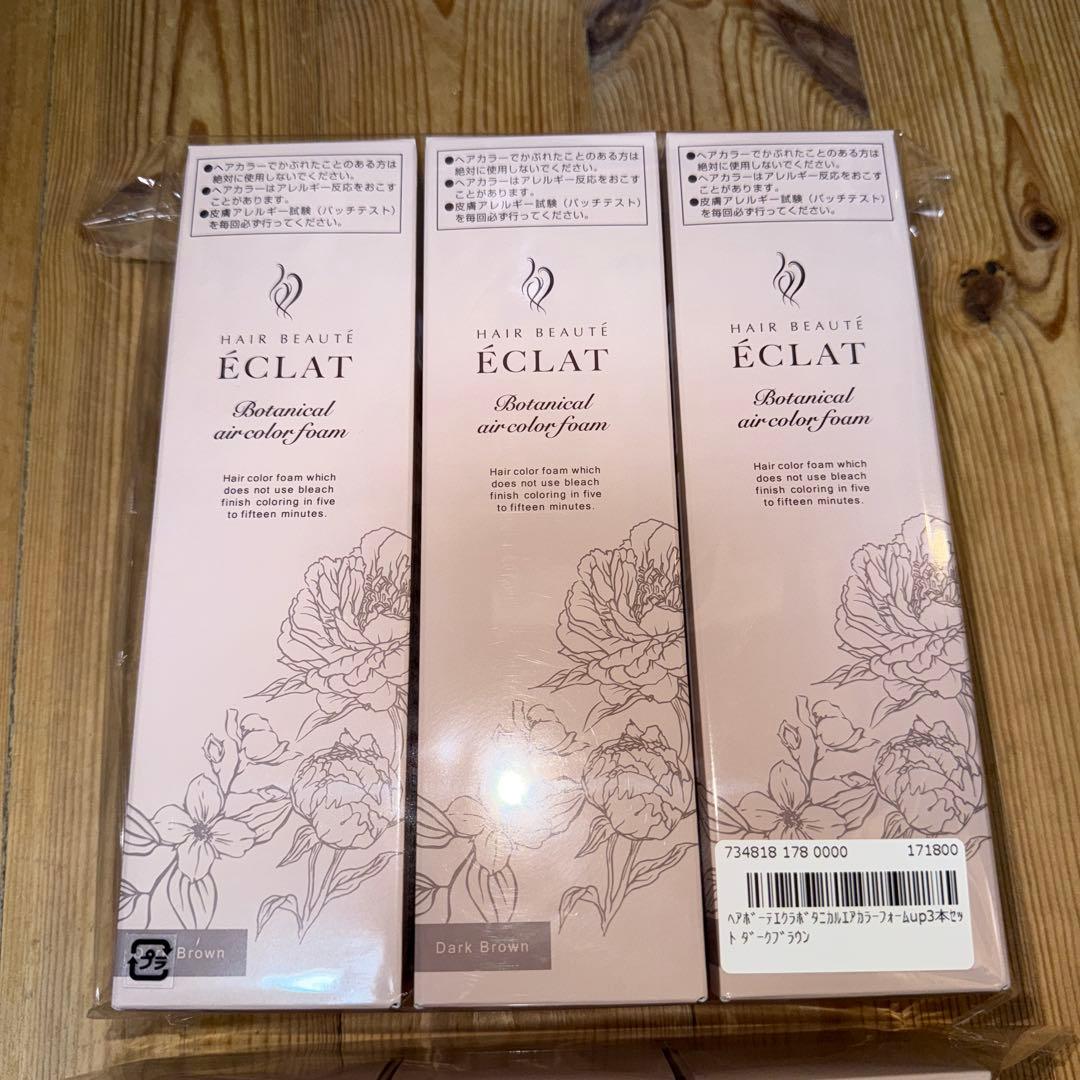 ●ヘアカラーでかぶれたことのある方は
絶対に使用しないでください。
●ヘアカラーはアレルギー反応をおこす
ことがあります。
●皮膚アレルギー試験(パッチテスト)
を毎回必ず行ってください。
HAIR BEAUTÉ
ÉCLAT
Botanical
air color foam
Hair color foam which
does not use bleach
finish coloring in five
to fifteen minutes.
Brown
プラ
●ヘアカラーでかぶれたことのある方は
絶対に使用しないでください。
●ヘアカラーはアレルギー反応をおこす
ことがあります。
●皮膚アレルギー試験(パッチテスト)
を毎回必ず行ってください。
HAIR BEAUTÉ
ÉCLAT
Botanical
air color foam
Hair color foam which
does not use bleach
finish coloring in five
to fifteen minutes.
Dark Brown
●ヘアカラーでかぶれたことのある方は
絶対に使用しないでください。
●ヘアカラーはアレルギー反応をおこす
ことがあります。
●皮膚アレルギー試験(パッチテスト)
を毎回必ず行ってください。
HAIR BEAUTÉ
ÉCLAT
Botanical
air color foam
Hair color foam which
does not use bleach
finish coloring in five
to fifteen minutes.
734818 178 0000 171800
ヘアボーテエクラボタニカルエアカラーフォームup3本セッ
ト ダークブラウン